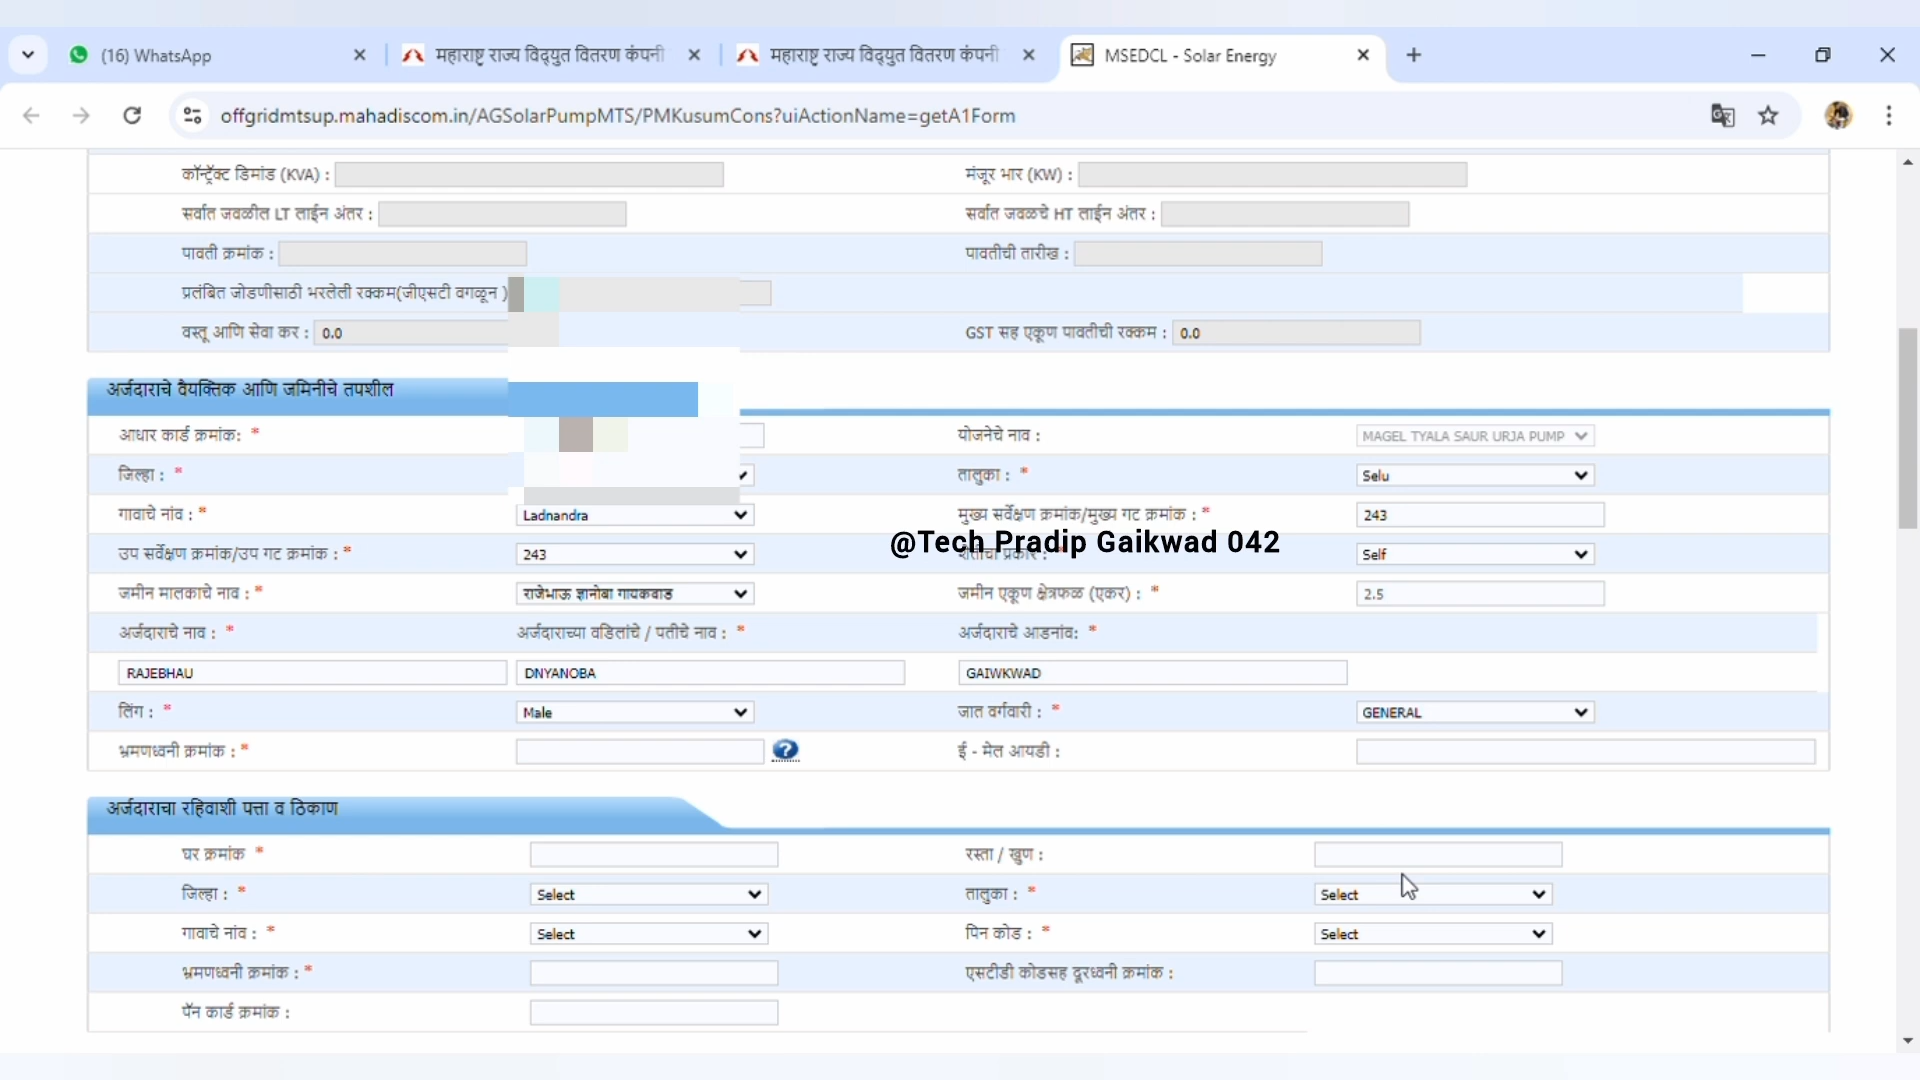 (16) WhatsApp
महाराष्ट्र राज्य विद्युत वितरण कंपनी
महाराष्ट्र राज्य विद्युत वितरण कंपनी
MSEDCL - Solar Energy
offgridmtsup.mahadiscom.in/AGSolarPumpMTS/PMKusumCons?uiActionName=getA1Form
कॉन्ट्रॅक्ट डिमांड (KVA) : मंजूर भार (KW) :
सर्वात जवळील LT लाईन अंतर : सर्वात जवळचे HT लाईन अंतर :
पावती क्रमांक : पावतीची तारीख :
प्रलंबित जोडणीसाठी भरलेली रक्कम(जीएसटी वगळून )
वस्तू आणि सेवा कर : 0.0 GST सह एकूण पावतीची रक्कम : 0.0
अर्जदाराचे वैयक्तिक आणि जमिनीचे तपशील
आधार कार्ड क्रमांक: * योजनेचे नाव : MAGEL TYALA SAUR URJA PUMP
जिल्हा : * तालुका : * Selu
गावाचे नांव : * Ladnandra मुख्य सर्वेक्षण क्रमांक/मुख्य गट क्रमांक : * 243
@Tech Pradip Gaikwad 042
उप सर्वेक्षण क्रमांक/उप गट क्रमांक : * 243 शेतीचा प्रकार : * Self
जमीन मालकाचे नाव : * राजेभाऊ ज्ञानोबा गायकवाड जमीन एकूण क्षेत्रफळ (एकर) : * 2.5
अर्जदाराचे नाव : * अर्जदाराच्या वडिलांचे / पतीचे नाव : * अर्जदाराचे आडनांव: *
RAJEBHAU DNYANOBA GAIWKWAD
लिंग : * Male जात वर्गवारी : * GENERAL
भ्रमणध्वनी क्रमांक : * ? ई - मेल आयडी :
अर्जदाराचा रहिवाशी पत्ता व ठिकाण
घर क्रमांक * रस्ता / खुण :
जिल्हा : * Select तालुका : * Select
गावाचे नांव : * Select पिन कोड : * Select
भ्रमणध्वनी क्रमांक : * एसटीडी कोडसह दूरध्वनी क्रमांक :
पॅन कार्ड क्रमांक :